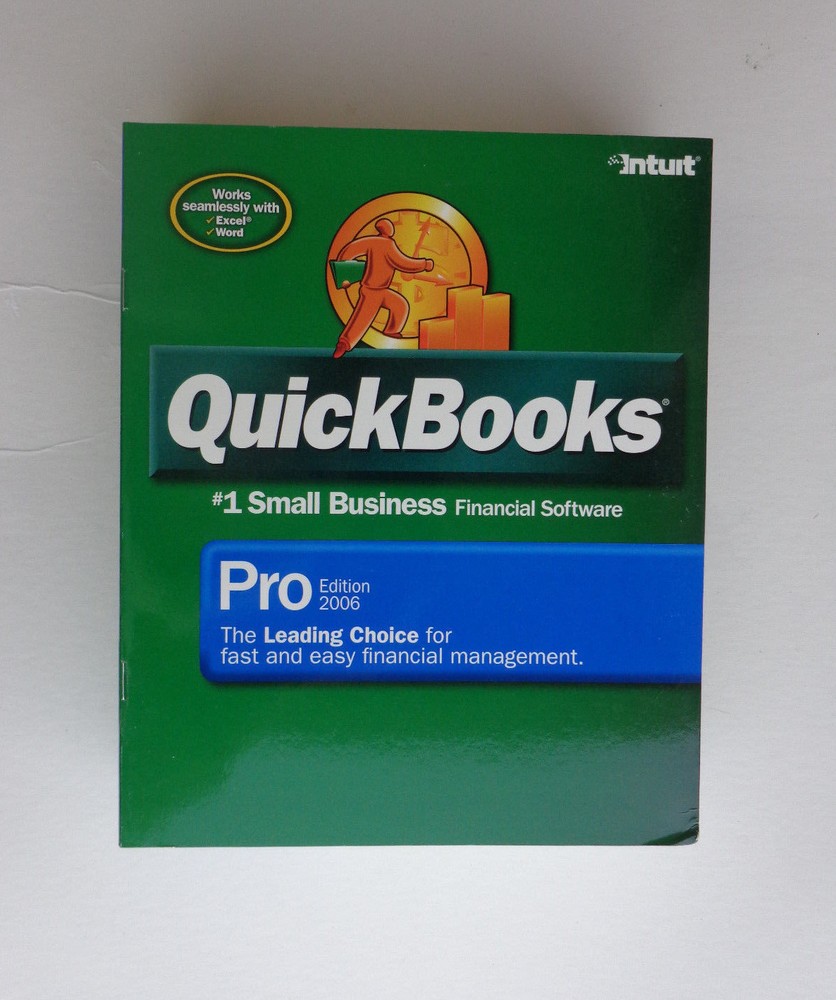 Intuit®
Works
seamlessly with
✓Excel®
✓Word
QuickBooks®
#1 Small Business Financial Software
Pro Edition
2006
The Leading Choice for
fast and easy financial management.